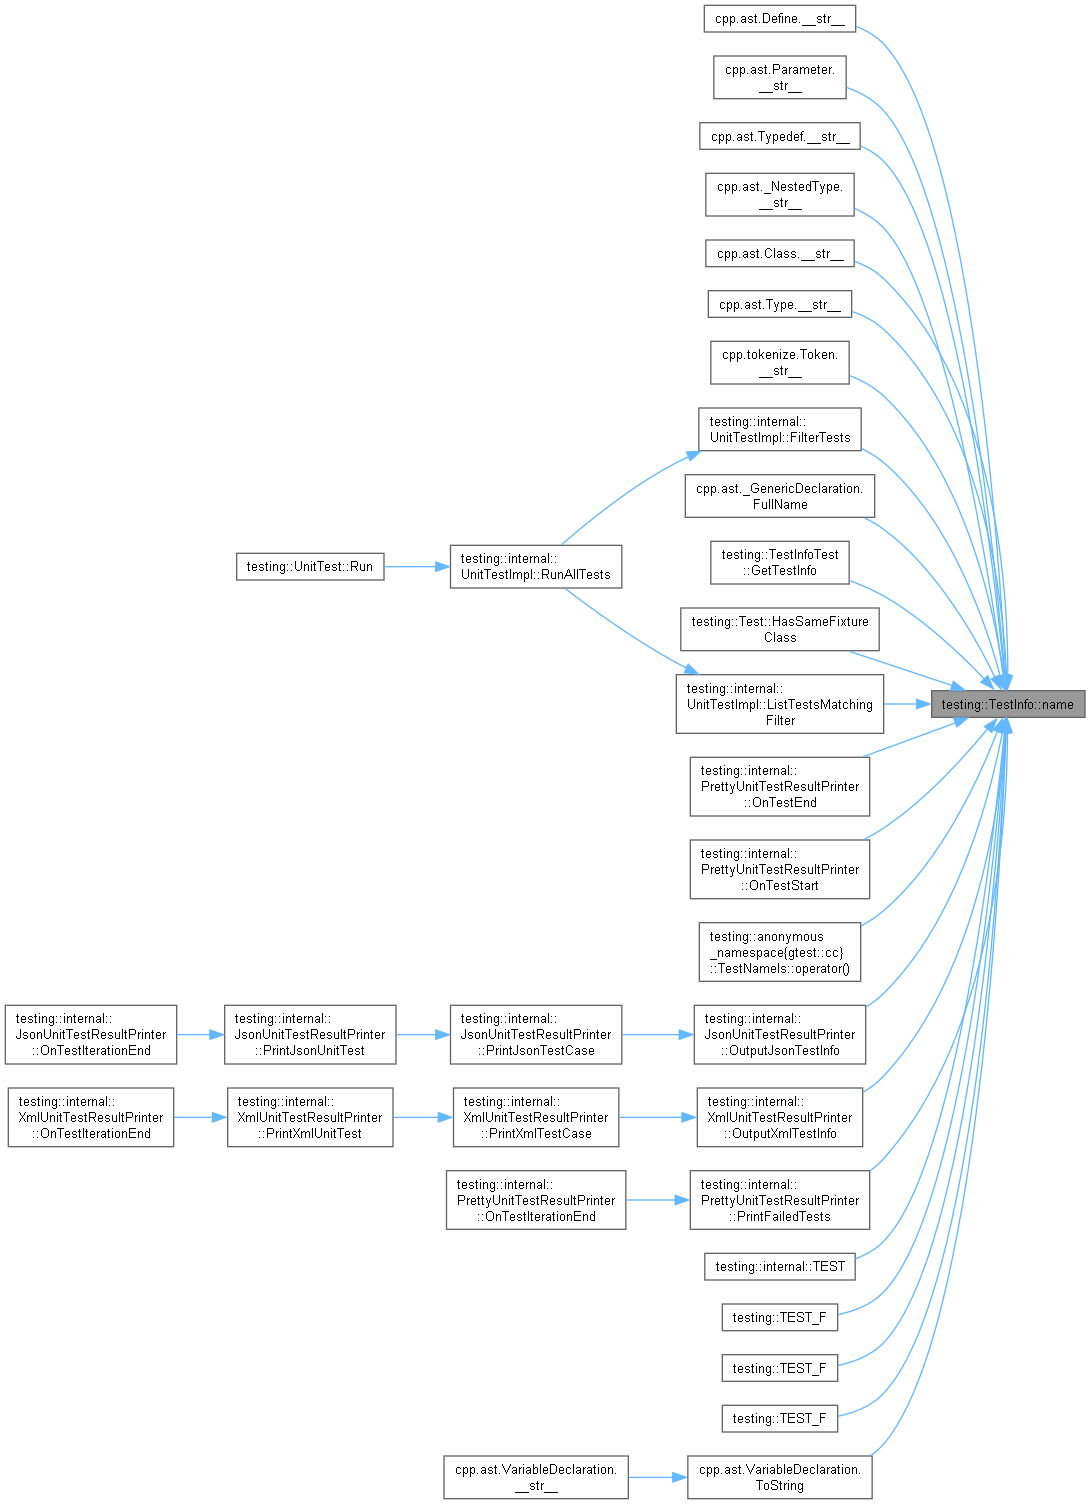 cpp.ast.Define.__str__
cpp.ast.Parameter.
__str__
cpp.ast.Typedef.__str__
cpp.ast._NestedType.
__str__
cpp.ast.Class.__str__
cpp.ast.Type.__str__
cpp.tokenize.Token.
__str__
testing::internal::
UnitTestImpl::FilterTests
cpp.ast._GenericDeclaration.
FullName
testing::UnitTest::Run
testing::internal::
UnitTestImpl::RunAllTests
testing::TestInfoTest
::GetTestInfo
testing::Test::HasSameFixture
Class
testing::internal::
UnitTestImpl::ListTestsMatching
Filter
testing::TestInfo::name
testing::internal::
PrettyUnitTestResultPrinter
::OnTestEnd
testing::internal::
PrettyUnitTestResultPrinter
::OnTestStart
testing::anonymous
_namespace{gtest::cc}
::TestNameIs::operator()
testing::internal::
JsonUnitTestResultPrinter
::OnTestIterationEnd
testing::internal::
JsonUnitTestResultPrinter
::PrintJsonUnitTest
testing::internal::
JsonUnitTestResultPrinter
::PrintJsonTestCase
testing::internal::
JsonUnitTestResultPrinter
::OutputJsonTestInfo
testing::internal::
XmlUnitTestResultPrinter
::OnTestIterationEnd
testing::internal::
XmlUnitTestResultPrinter
::PrintXmlUnitTest
testing::internal::
XmlUnitTestResultPrinter
::PrintXmlTestCase
testing::internal::
XmlUnitTestResultPrinter
::OutputXmlTestInfo
testing::internal::
PrettyUnitTestResultPrinter
::OnTestIterationEnd
testing::internal::
PrettyUnitTestResultPrinter
::PrintFailedTests
testing::internal::TEST
testing::TEST_F
testing::TEST_F
testing::TEST_F
cpp.ast.VariableDeclaration.
__str__
cpp.ast.VariableDeclaration.
ToString